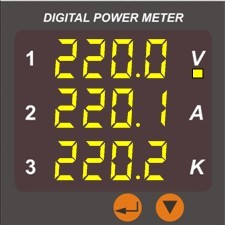 DIGITAL POWER METER
1 220.0 V
2 220.1 A
3 220.2 K